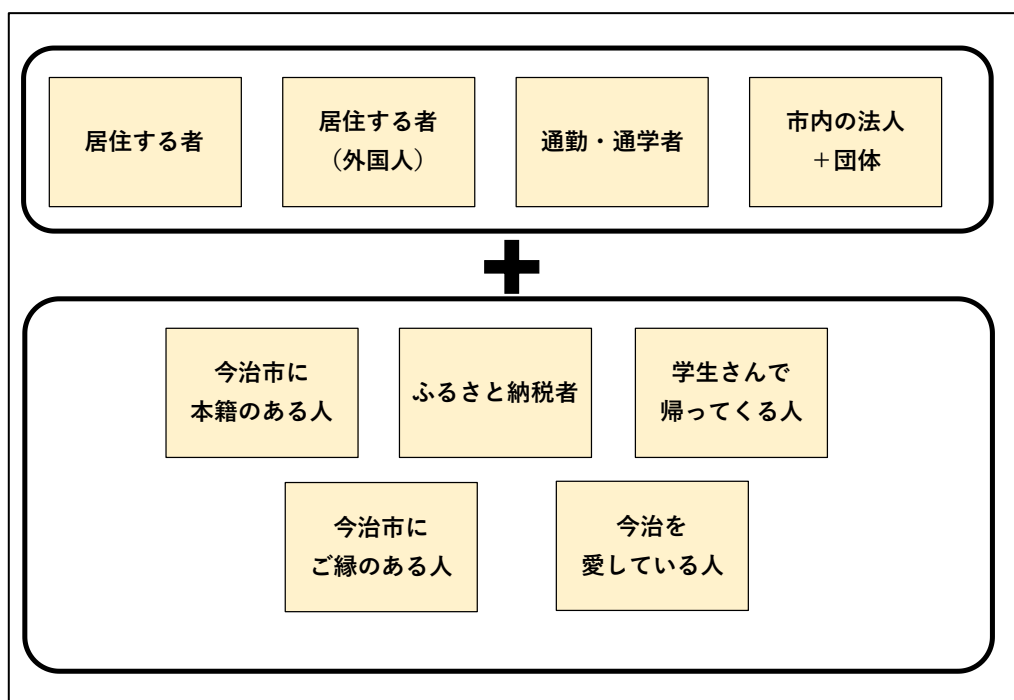 居住する者
居住する者
（外国人）
通勤・通学者
市内の法人
＋団体
＋
今治市に
本籍のある人
ふるさと納税者
学生さんで
帰ってくる人
今治市に
ご縁のある人
今治を
愛している人